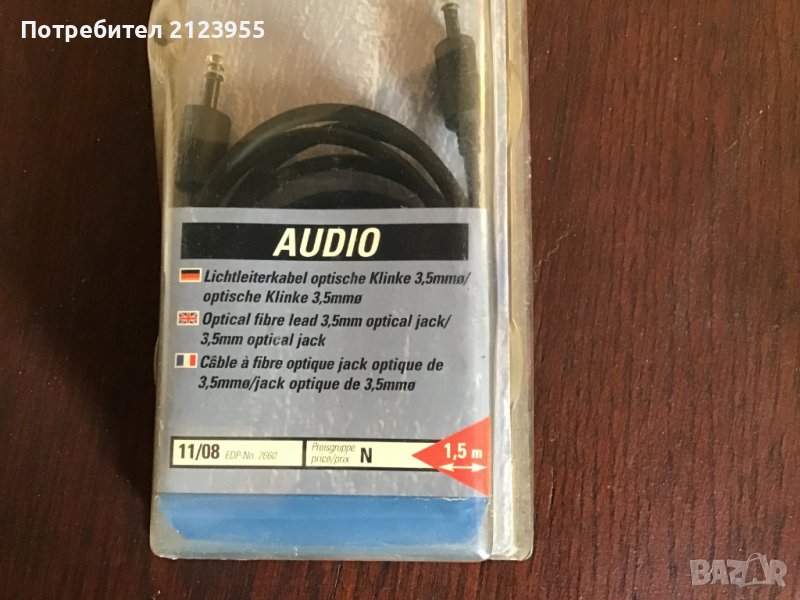 Потребител 2123955
AUDIO
Lichtleiterkabel optische Klinke 3,5mmø/
optische Klinke 3,5mmø
Optical fibre lead 3,5mm optical jack/
3,5mm optical jack
Câble à fibre optique jack optique de
3,5mmø/jack optique de 3,5mmø
11/08 EDP-No. 2660
Preisgruppe
price/prix N
1,5 m
BAZAR